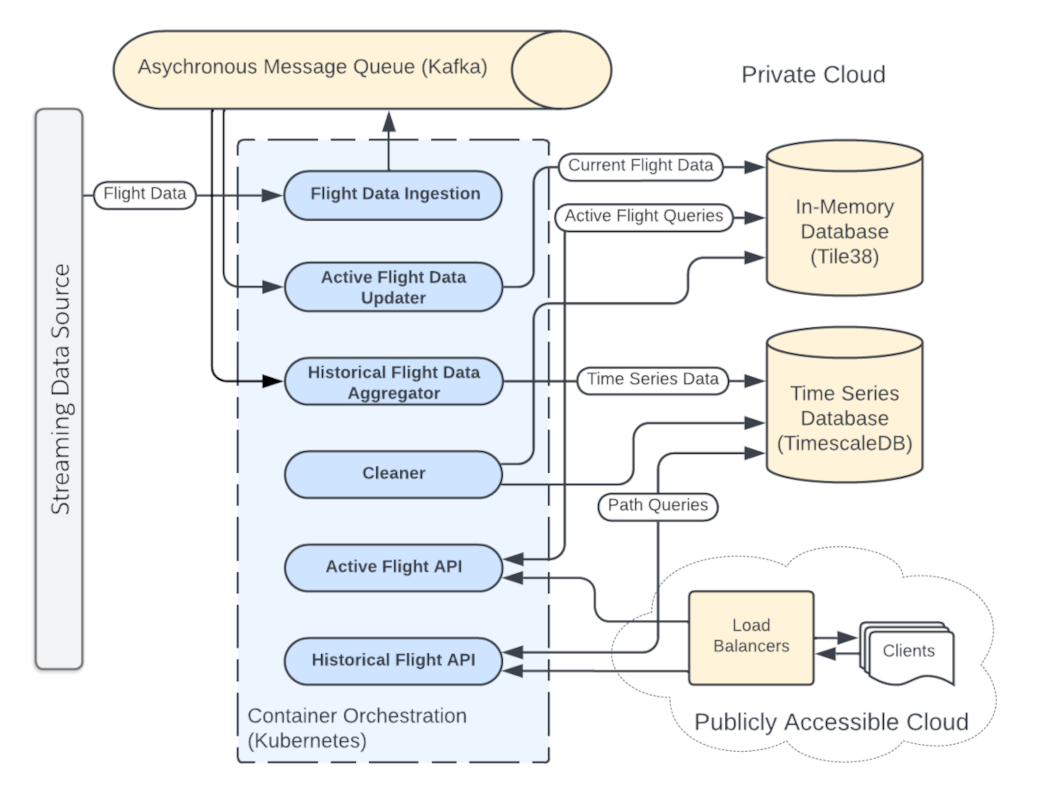 Asychronous Message Queue (Kafka)
Private Cloud
Streaming Data Source
Flight Data
Flight Data Ingestion
Current Flight Data
Active Flight Queries
In-Memory
Database
(Tile38)
Active Flight Data
Updater
Historical Flight Data
Aggregator
Time Series Data
Time Series
Database
(TimescaleDB)
Cleaner
Path Queries
Active Flight API
Historical Flight API
Load
Balancers
Clients
Publicly Accessible Cloud
Container Orchestration
(Kubernetes)